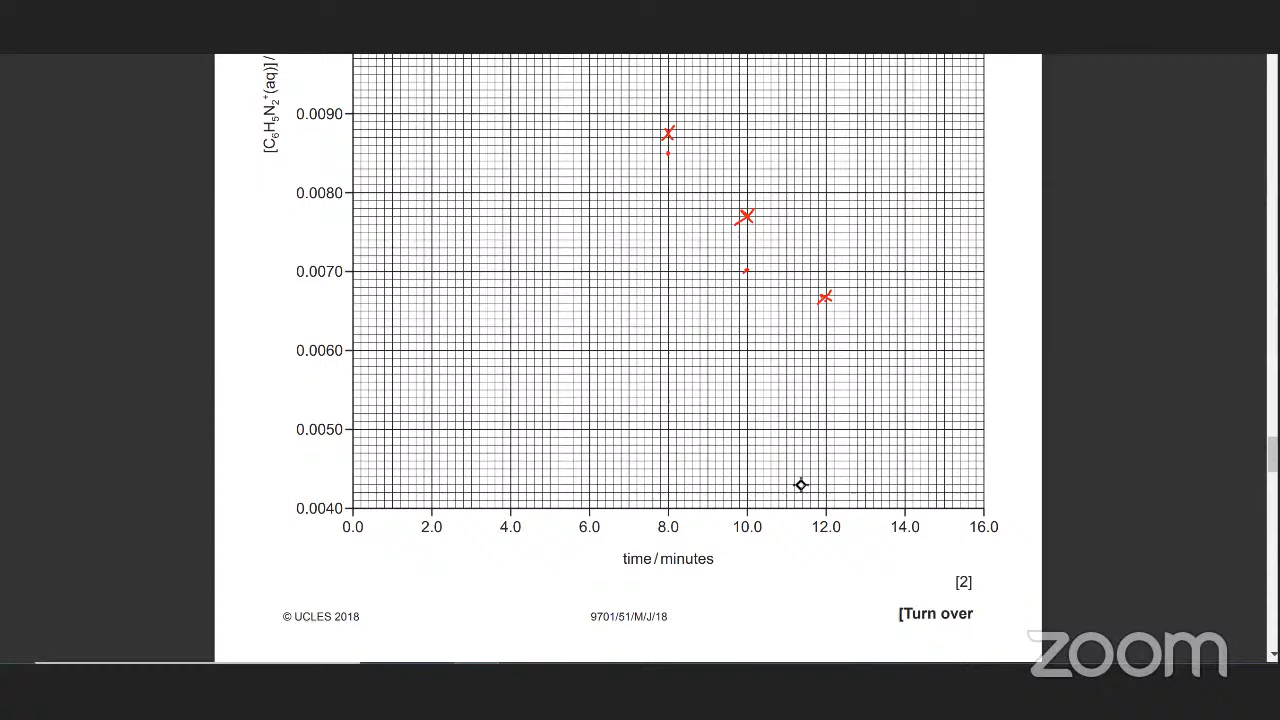 [C₆H₅N₂⁺(aq)]/
0.0090
0.0080
0.0070
0.0060
0.0050
0.0040
0.0 2.0 4.0 6.0 8.0 10.0 12.0 14.0 16.0
time/minutes
[2]
© UCLES 2018 9701/51/M/J/18 [Turn over
zoom